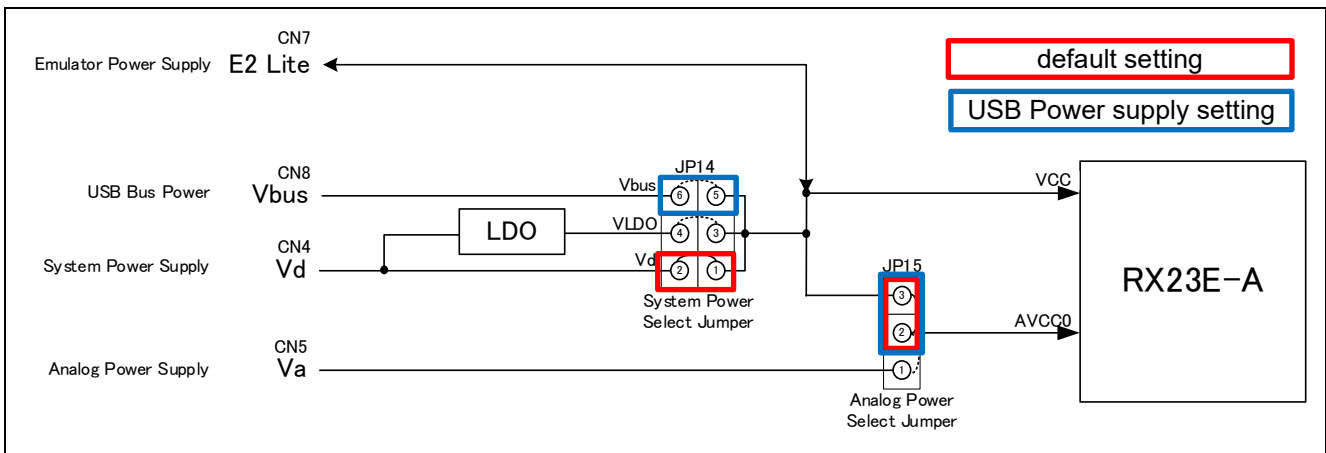 CN7
Emulator Power Supply E2 Lite
default setting
USB Power supply setting
CN8
USB Bus Power Vbus
JP14
Vbus
6 5
VCC
LDO
VLDO
4 3
CN4
System Power Supply Vd
Vd
2 1
System Power
Select Jumper
JP15
3
2
1
AVCC0
RX23E-A
CN5
Analog Power Supply Va
Analog Power
Select Jumper